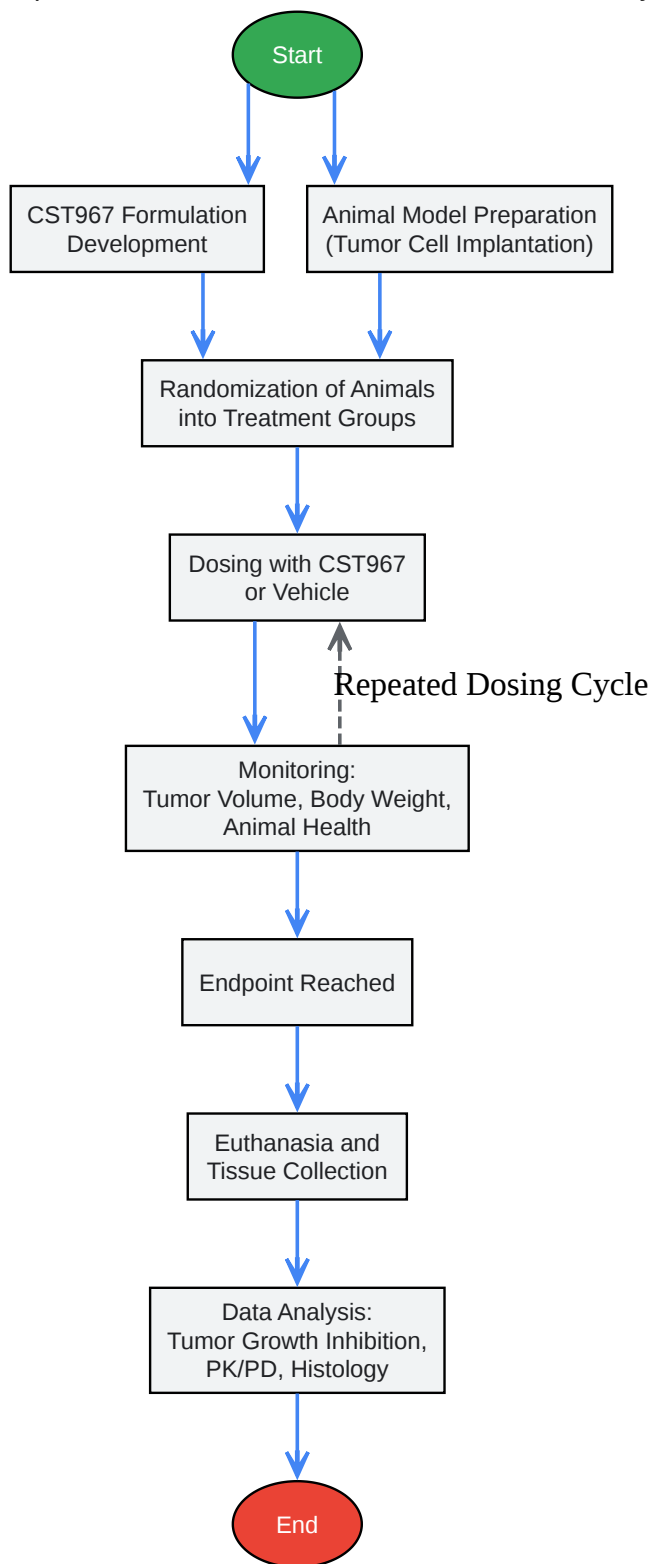 Start
CST967 Formulation
Development
Animal Model Preparation
(Tumor Cell Implantation)
Randomization of Animals
into Treatment Groups
Dosing with CST967
or Vehicle
Repeated Dosing Cycle
Monitoring:
Tumor Volume, Body Weight,
Animal Health
Endpoint Reached
Euthanasia and
Tissue Collection
Data Analysis:
Tumor Growth Inhibition,
PK/PD, Histology
End